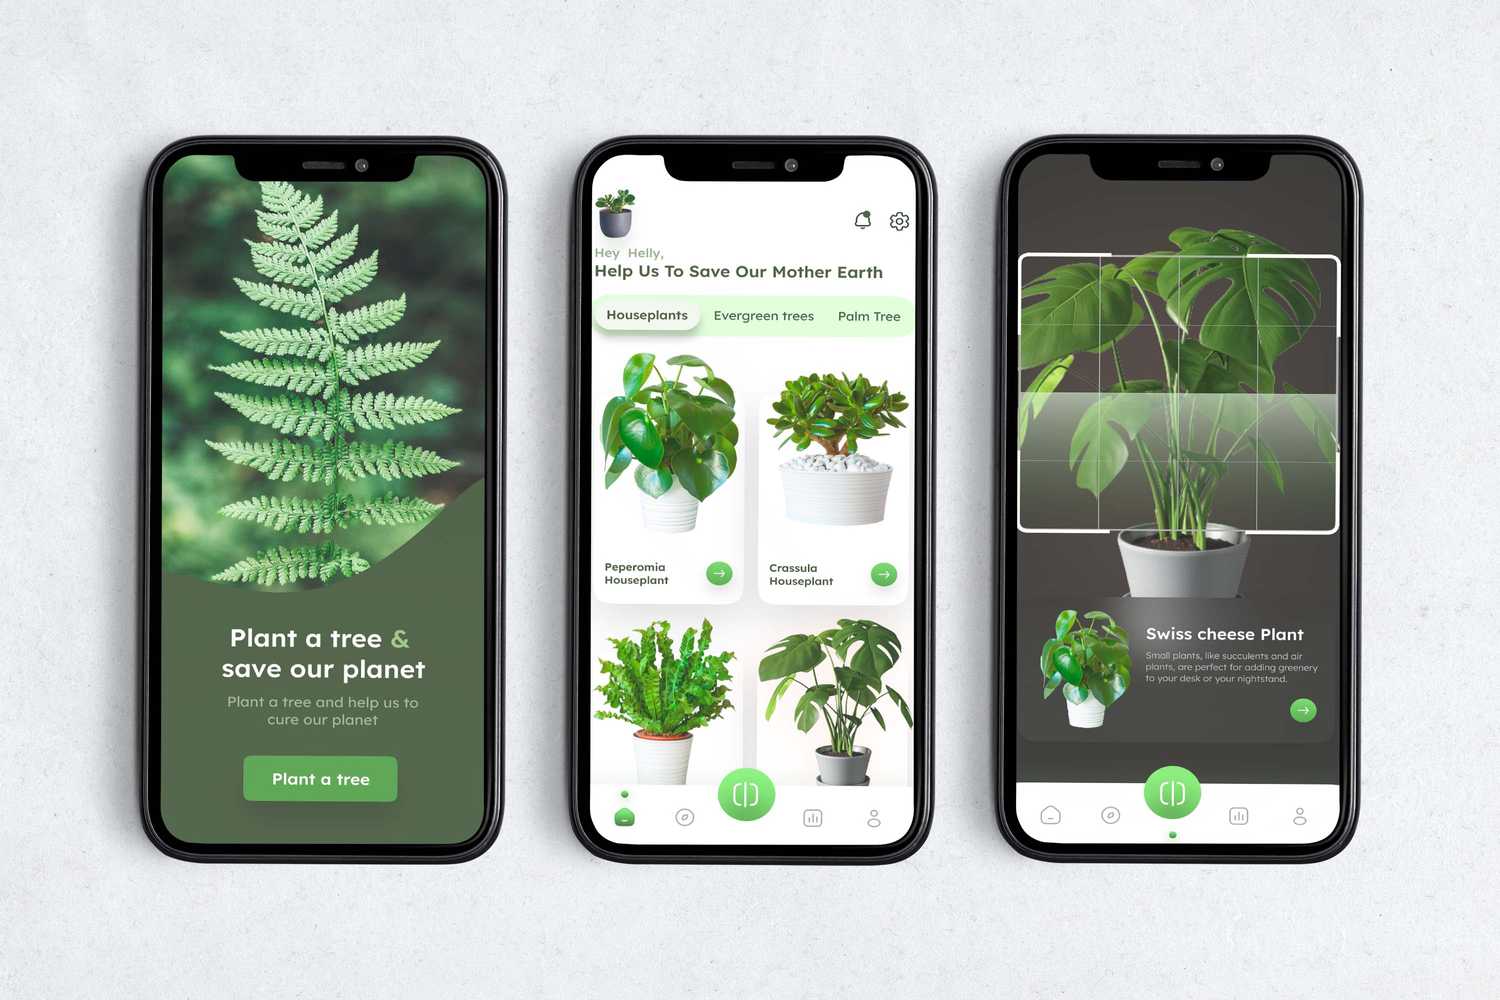 Plant a tree &
save our planet
Plant a tree and help us to
cure our planet
Plant a tree
Hey Helly,
Help Us To Save Our Mother Earth
Houseplants
Evergreen trees
Palm Tree
Peperomia
Houseplant
Crassula
Houseplant
Swiss cheese Plant
Small plants, like succulents and air
plants, are perfect for adding greenery
to your desk or your nightstand.